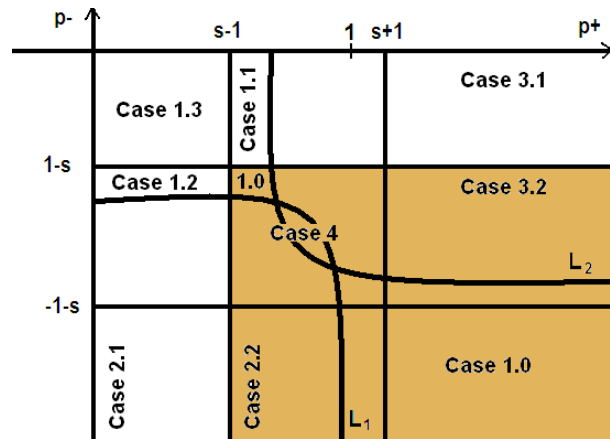 p- s-1 1 s+1 p+
Case 1.1
Case 3.1
Case 1.3
1-s
Case 1.2 1.0 Case 3.2
Case 4
L2
-1-s
Case 2.1
Case 2.2
Case 1.0
L1